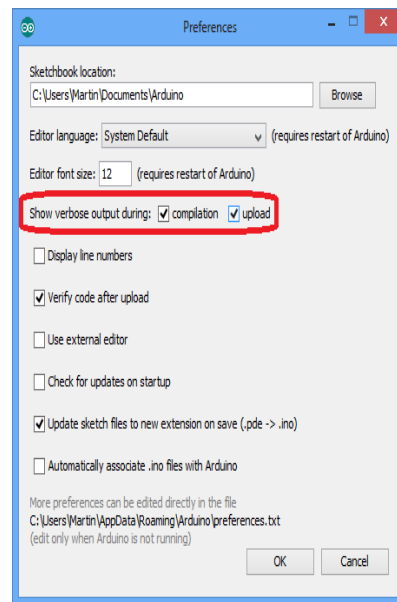 Preferences
Sketchbook location:
C:\Users\Martin\Documents\Arduino Browse
Editor language: System Default (requires restart of Arduino)
Editor font size: 12 (requires restart of Arduino)
Show verbose output during: compilation upload
Display line numbers
Verify code after upload
Use external editor
Check for updates on startup
Update sketch files to new extension on save (.pde -> .ino)
Automatically associate .ino files with Arduino
More preferences can be edited directly in the file
C:\Users\Martin\AppData\Roaming\Arduino\preferences.txt
(edit only when Arduino is not running)
OK Cancel